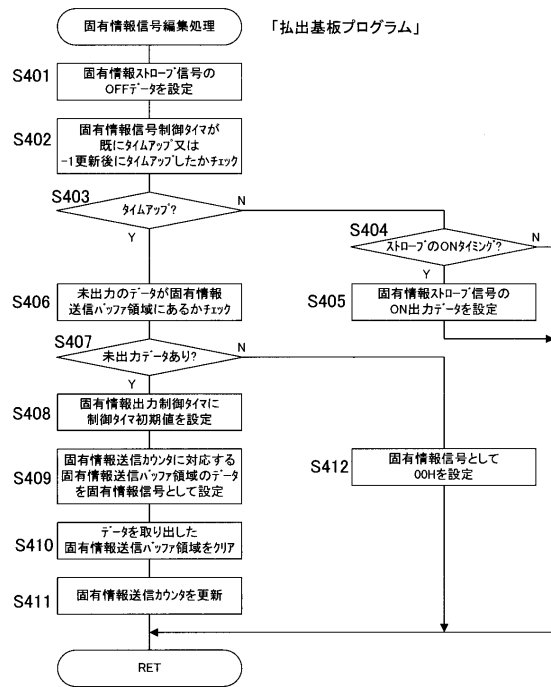 固有情報信号編集処理
「払出基板プログラム」
S401
固有情報ストローブ信号の
OFFデータを設定
S402
固有情報信号制御タイマが
既にタイムアップ又は
-1更新後にタイムアップしたかチェック
S403
タイムアップ?
N
Y
S404
ストローブのONタイミング?
N
Y
S405
固有情報ストローブ信号の
ON出力データを設定
S406
未出力のデータが固有情報
送信バッファ領域にあるかチェック
S407
未出力データあり?
N
Y
S408
固有情報出力制御タイマに
制御タイマ初期値を設定
S409
固有情報送信カウンタに対応する
固有情報送信バッファ領域のデータ
を固有情報信号として設定
S412
固有情報信号として
00Hを設定
S410
データを取り出した
固有情報送信バッファ領域をクリア
S411
固有情報送信カウンタを更新
RET